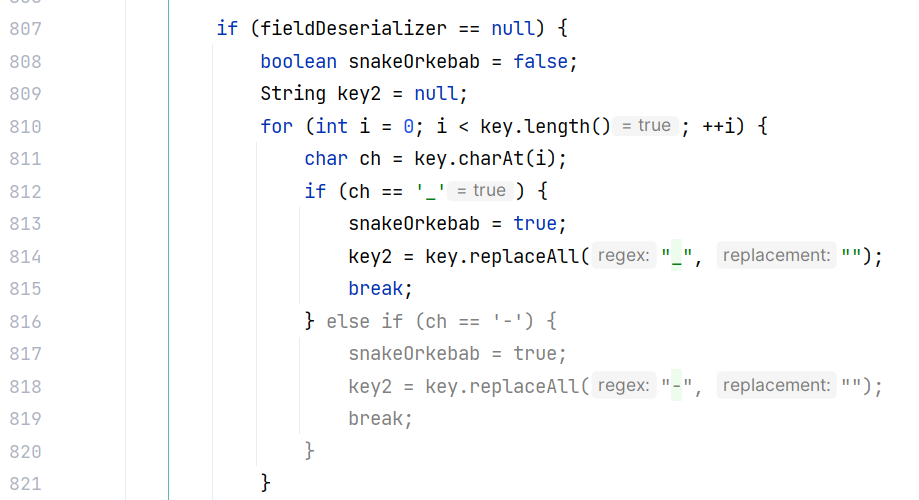 807 if (fieldDeserializer == null) {
808 boolean snakeOrkebab = false;
809 String key2 = null;
810 for (int i = 0; i < key.length() = true ; ++i) {
811 char ch = key.charAt(i);
812 if (ch == '_' = true ) {
813 snakeOrkebab = true;
814 key2 = key.replaceAll( regex: "_", replacement: "");
815 break;
816 } else if (ch == '-') {
817 snakeOrkebab = true;
818 key2 = key.replaceAll( regex: "-", replacement: "");
819 break;
820 }
821 }